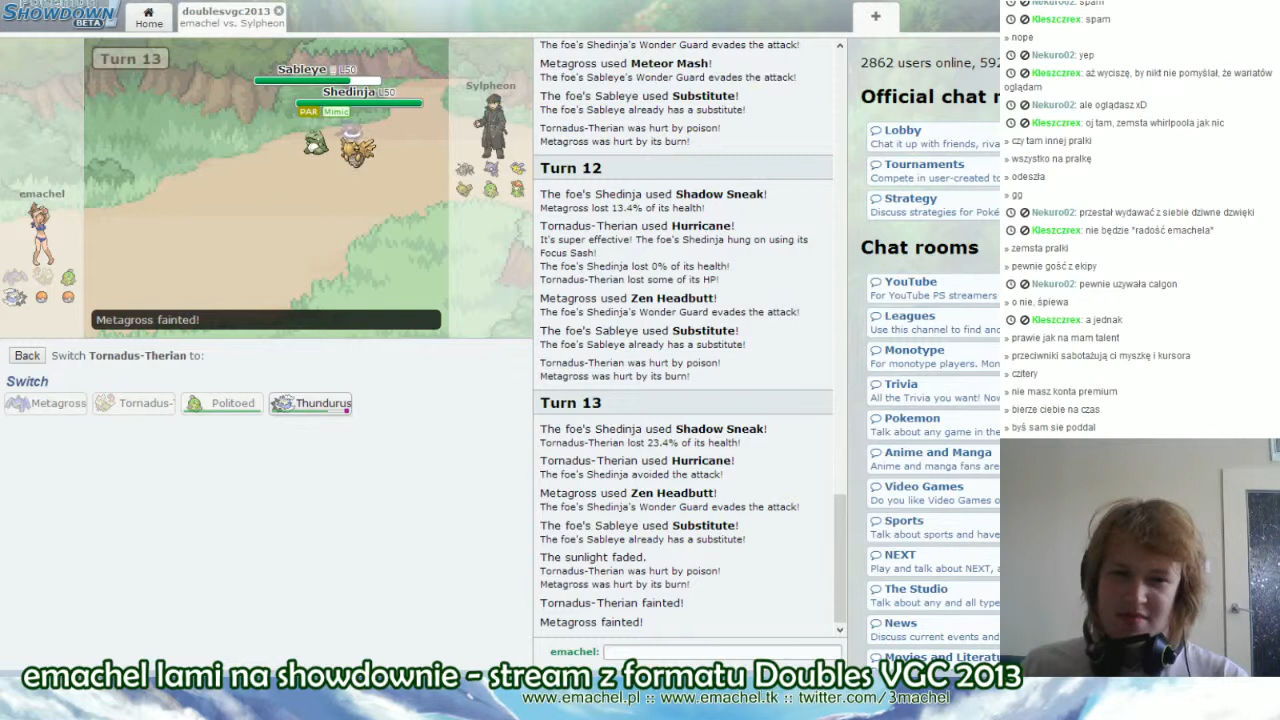 SHOWDOWN
BETA
Home
doublesvgc2013
emachel vs. Sylpheon
+
Turn 13
Sableye L50
Shedinja L50
PAR Mimic
Sylpheon
emachel
Metagross fainted!
Back Switch Tornadus-Therian to:
Switch
Metagross
Tornadus-
Politoed
Thundurus
The foe's Shedinja's Wonder Guard evades the attack!
Metagross used Meteor Mash!
The foe's Sableye's Wonder Guard evades the attack!
The foe's Sableye used Substitute!
The foe's Sableye already has a substitute!
Tornadus-Therian was hurt by poison!
Metagross was hurt by its burn!
Turn 12
The foe's Shedinja used Shadow Sneak!
Metagross lost 13.4% of its health!
Tornadus-Therian used Hurricane!
It's super effective! The foe's Shedinja hung on using its
Focus Sash!
The foe's Shedinja lost 0% of its health!
Tornadus-Therian lost some of its HP!
Metagross used Zen Headbutt!
The foe's Shedinja's Wonder Guard evades the attack!
The foe's Sableye used Substitute!
The foe's Sableye already has a substitute!
Tornadus-Therian was hurt by poison!
Metagross was hurt by its burn!
Turn 13
The foe's Shedinja used Shadow Sneak!
Tornadus-Therian lost 23.4% of its health!
Tornadus-Therian used Hurricane!
The foe's Shedinja avoided the attack!
Metagross used Zen Headbutt!
The foe's Shedinja's Wonder Guard evades the attack!
The foe's Sableye used Substitute!
The foe's Sableye already has a substitute!
The sunlight faded.
Tornadus-Therian was hurt by poison!
Metagross was hurt by its burn!
Tornadus-Therian fainted!
Metagross fainted!
emachel:
2862 users online, 592
Official chat r
Lobby
Chat it up with friends, riva
Tournaments
Compete in user-created to
Strategy
Discuss strategies for Poké
Chat rooms
YouTube
For YouTube PS streamers
Leagues
Use this channel to find and
Monotype
For monotype players. Mon
Trivia
All the Trivia you want! Now
Pokemon
Talk about any game in the
Anime and Manga
Anime and manga fans are
Video Games
Do you like Video Games o
Sports
Talk about sports and have
NEXT
Play and talk about NEXT, a
The Studio
Talk about any and all type
News
Discuss current events and
Movies and Literatu
Nekuro02: spam
Kleszczrex: spam
» nope
Nekuro02: yep
Kleszczrex: aż wyciszę, by nikt nie pomyślał, że wariatów
oglądam
Nekuro02: ale oglądasz xD
Kleszczrex: oj tam, zemsta whirlpoola jak nic
» czy tam innej pralki
» wszystko na pralkę
» odeszła
» gg
Nekuro02: przestał wydawać z siebie dziwne dzwięki
Kleszczrex: nie będzie *radość emachela*
» zemsta pralki
» pewnie gość z ekipy
Nekuro02: pewnie uzywała calgon
» o nie. śpiewa
Kleszczrex: a jednak
» prawie jak na mam talent
» przeciwniki sabotażują ci myszkę i kursora
» czitery
» nie masz konta premium
» bierze ciebie na czas
» byś sam sie poddal
emachel lami na showdownie - stream z formatu Doubles VGC 2013
www.emachel.pl :: www.emachel.tk :: twitter.com/3machel